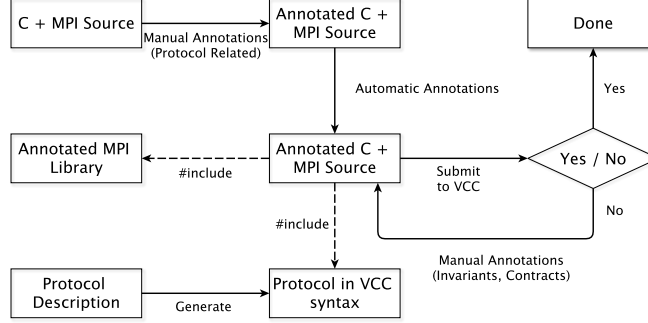 C + MPI Source
Manual Annotations
(Protocol Related)
Annotated C +
MPI Source
Done
Automatic Annotations
Yes
Annotated MPI
Library
#include
Annotated C +
MPI Source
Submit
to VCC
Yes / No
No
#include
Manual Annotations
(Invariants, Contracts)
Protocol
Description
Generate
Protocol in VCC
syntax